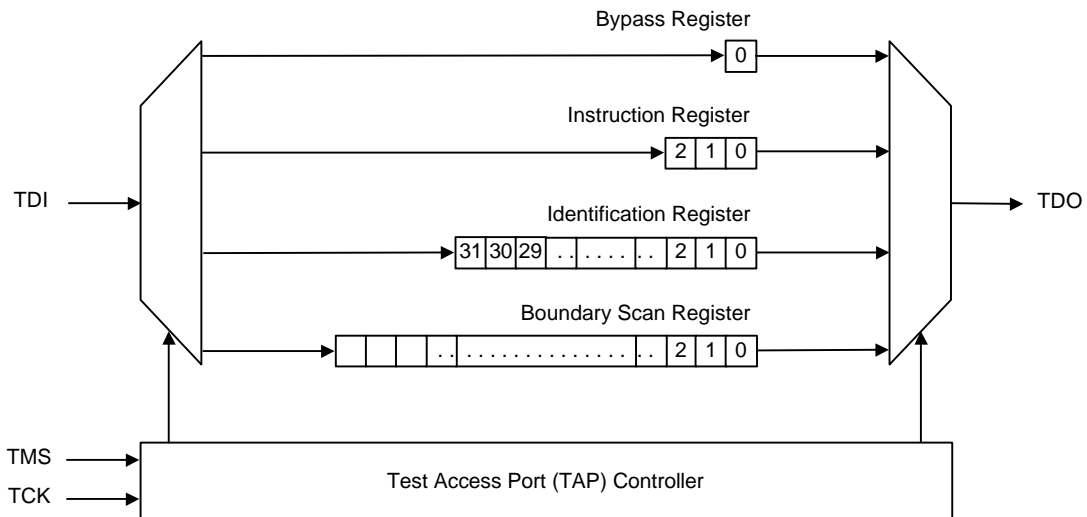 Bypass Register
0
Instruction Register
2 1 0
TDI
TDO
Identification Register
31 30 29 . . . . . . . . 2 1 0
Boundary Scan Register
. . . . . . . . . . . . . . . . . . 2 1 0
TMS
Test Access Port (TAP) Controller
TCK